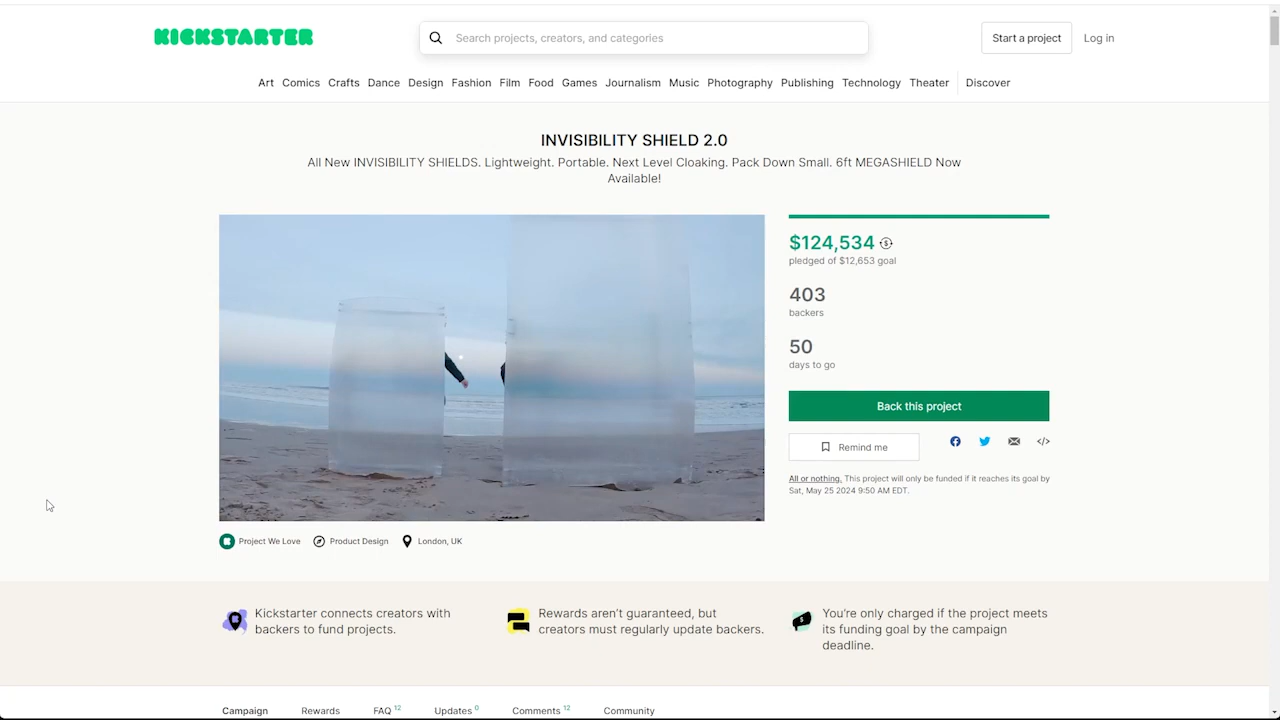 KICKSTARTER
Search projects, creators, and categories
Start a project
Log in
Art Comics Crafts Dance Design Fashion Film Food Games Journalism Music Photography Publishing Technology Theater Discover
INVISIBILITY SHIELD 2.0
All New INVISIBILITY SHIELDS. Lightweight. Portable. Next Level Cloaking. Pack Down Small. 6ft MEGASHIELD Now
Available!
$124,534
pledged of $12,653 goal
403
backers
50
days to go
Back this project
Remind me
</>
All or nothing. This project will only be funded if it reaches its goal by
Sat, May 25 2024 9:50 AM EDT.
Project We Love
Product Design
London, UK
Kickstarter connects creators with
backers to fund projects.
Rewards aren't guaranteed, but
creators must regularly update backers.
You're only charged if the project meets
its funding goal by the campaign
deadline.
Campaign Rewards FAQ 12 Updates 0 Comments 12 Community